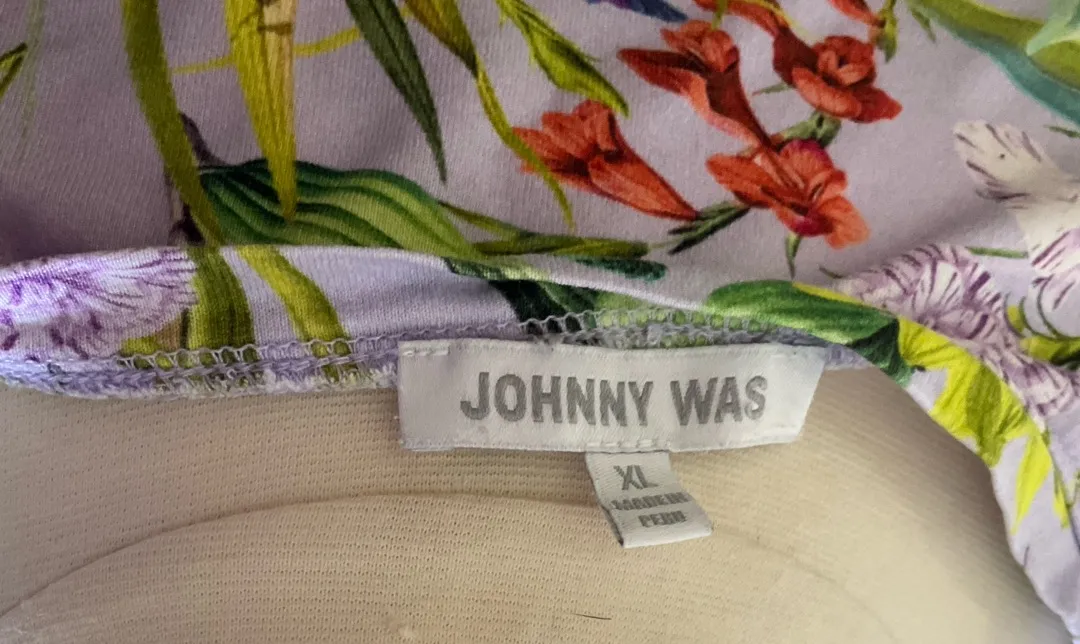 JOHNNY WAS
XL
MADE IN
PERU